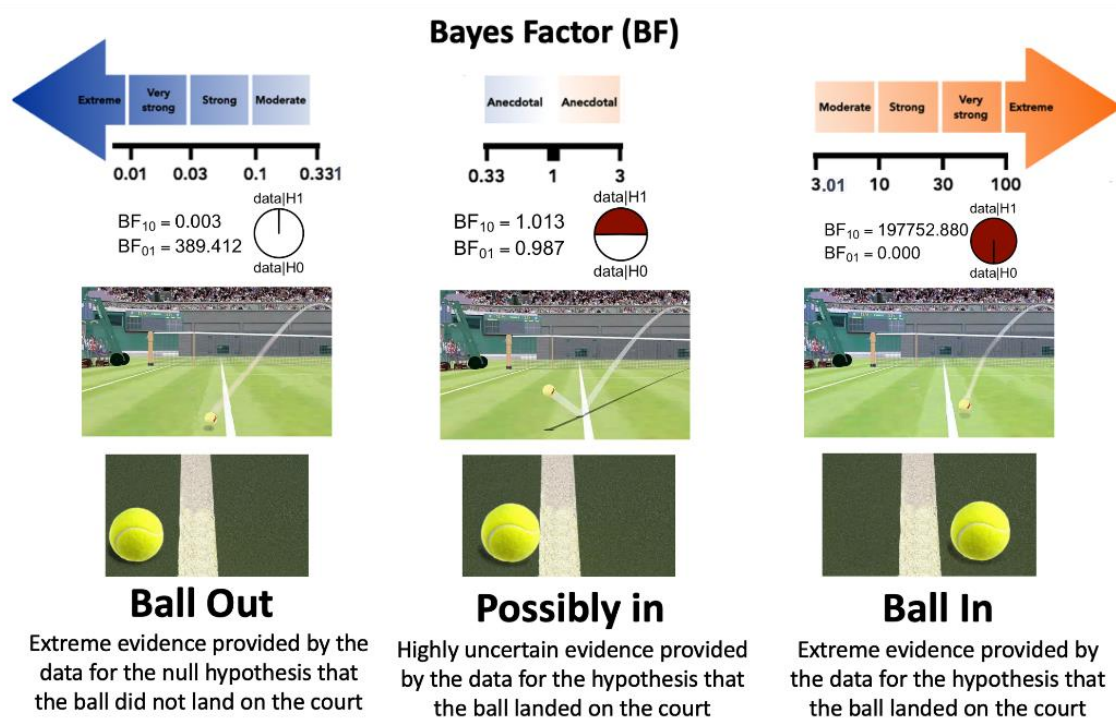 Bayes Factor (BF)
Extreme
Very
strong
Strong
Moderate
0.01
0.03
0.1
0.331
BF10 = 0.003
BF01 = 389.412
data|H1
data|H0
Anecdotal
Anecdotal
0.33
1
3
BF10 = 1.013
BF01 = 0.987
data|H1
data|H0
Moderate
Strong
Very
strong
Extreme
3.01
10
30
100
BF10 = 197752.880
BF01 = 0.000
data|H1
data|H0
Ball Out
Extreme evidence provided by the
data for the null hypothesis that
the ball did not land on the court
Possibly in
Highly uncertain evidence provided
by the data for the hypothesis that
the ball landed on the court
Ball In
Extreme evidence provided by
the data for the hypothesis that
the ball landed on the court